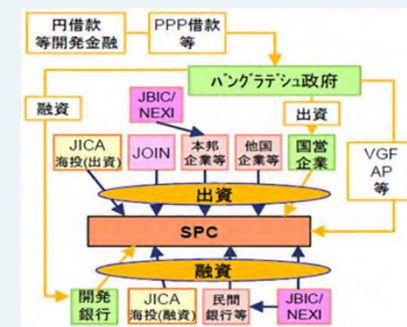 円借款
等開発金融
PPP借款
等
バングラデシュ政府
融資
JBIC/
NEXI
出資
JICA
海投(出資)
JOIN
本邦
企業等
他国
企業等
国営
企業
VGF
AP
等
出資
SPC
融資
開発
銀行
JICA
海投(融資)
民間
銀行等
JBIC/
NEXI